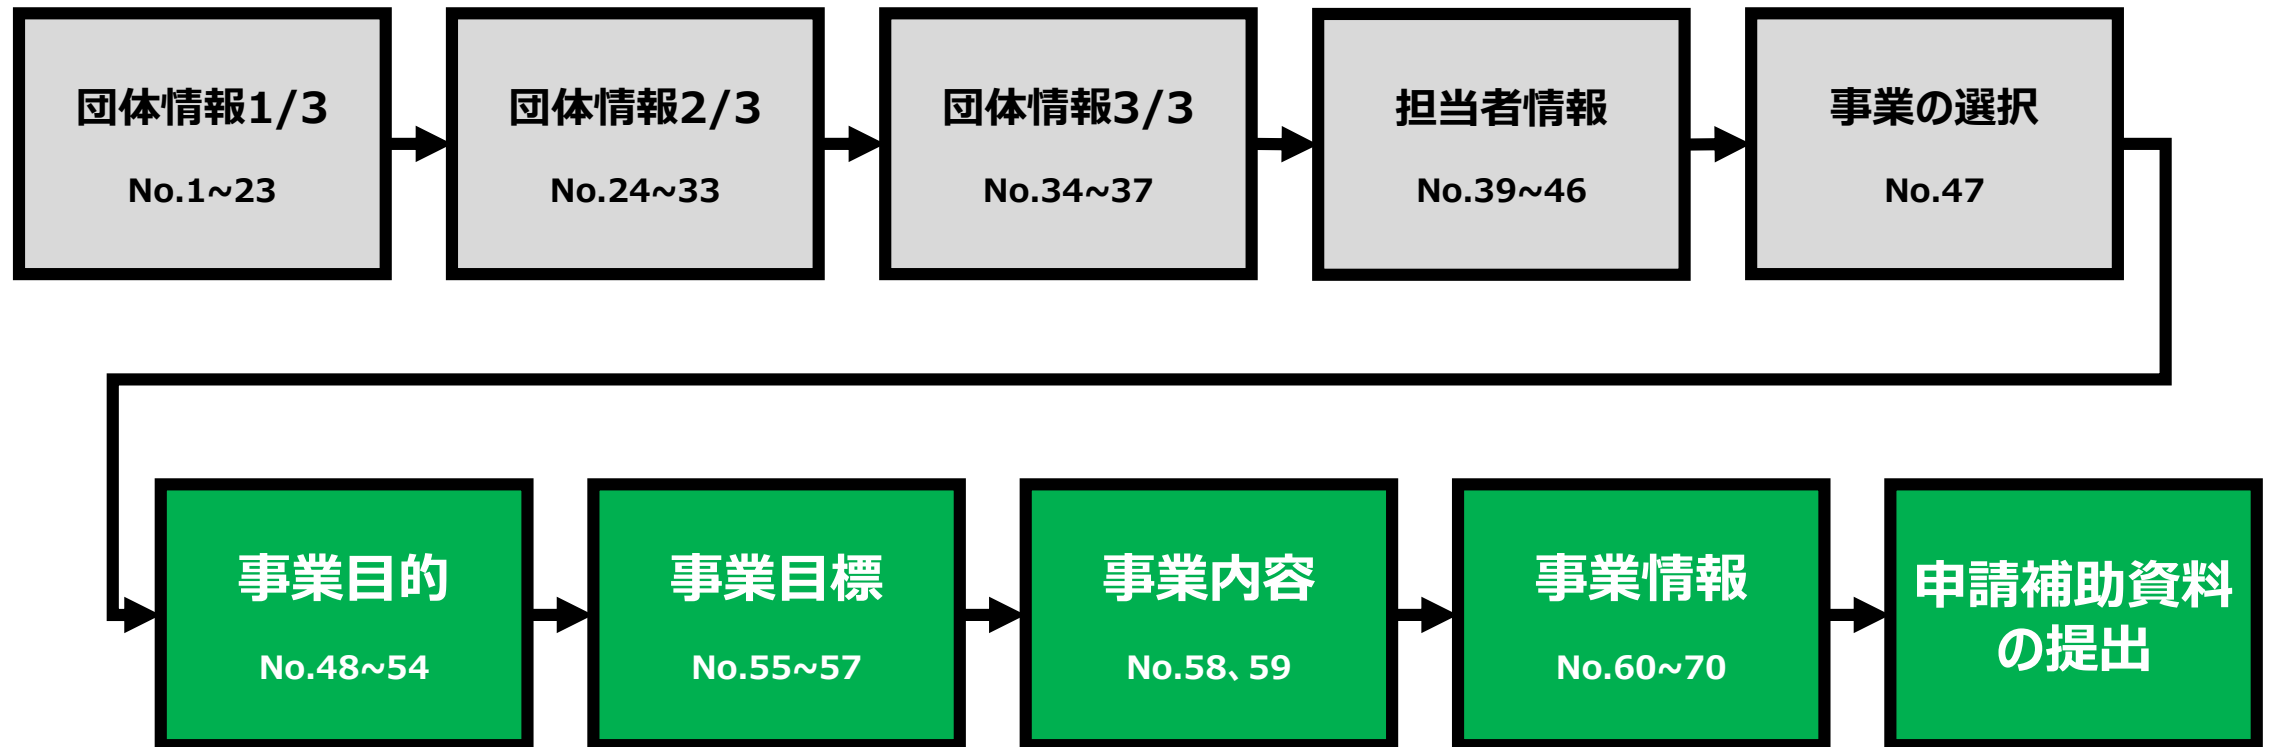 団体情報1/3
No.1~23
団体情報2/3
No.24~33
団体情報3/3
No.34~37
担当者情報
No.39~46
事業の選択
No.47
事業目的
No.48~54
事業目標
No.55~57
事業内容
No.58、59
事業情報
No.60~70
申請補助資料
の提出